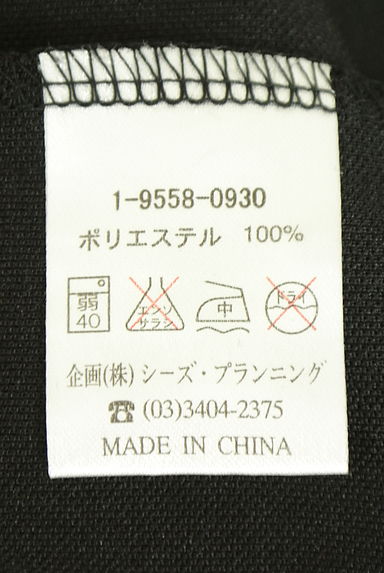 1-9558-0930
ポリエステル 100%
弱 40 エンソ サラシ 中 ドライ
企画(株)シーズ・プランニング
☎ (03)3404-2375
MADE IN CHINA